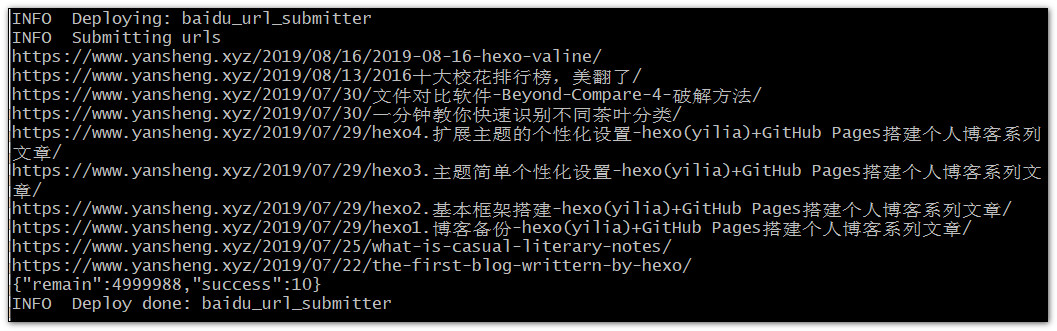 INFO  Deploying: baidu_url_submitter
INFO  Submitting urls
https://www.yansheng.xyz/2019/08/16/2019-08-16-hexo-valine/
https://www.yansheng.xyz/2019/08/13/2016十大校花排行榜，美翻了/
https://www.yansheng.xyz/2019/07/30/文件对比软件-Beyond-Compare-4-破解方法/
https://www.yansheng.xyz/2019/07/30/一分钟教你快速识别不同茶叶分类/
https://www.yansheng.xyz/2019/07/29/hexo4.扩展主题的个性化设置-hexo(yilia)+GitHub Pages搭建个人博客系列
文章/
https://www.yansheng.xyz/2019/07/29/hexo3.主题简单个性化设置-hexo(yilia)+GitHub Pages搭建个人博客系列文
章/
https://www.yansheng.xyz/2019/07/29/hexo2.基本框架搭建-hexo(yilia)+GitHub Pages搭建个人博客系列文章/
https://www.yansheng.xyz/2019/07/29/hexo1.博客备份-hexo(yilia)+GitHub Pages搭建个人博客系列文章/
https://www.yansheng.xyz/2019/07/25/what-is-casual-literary-notes/
https://www.yansheng.xyz/2019/07/22/the-first-blog-writtern-by-hexo/
{"remain":4999988,"success":10}
INFO  Deploy done: baidu_url_submitter